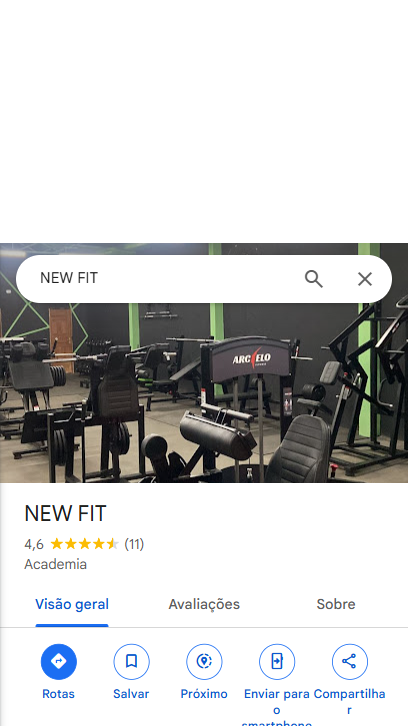 NEW FIT
ARCELO
NEW FIT
4,6 (11)
Academia
Visão geral Avaliações Sobre
Rotas Salvar Próximo Enviar para o smartphone Compartilhar